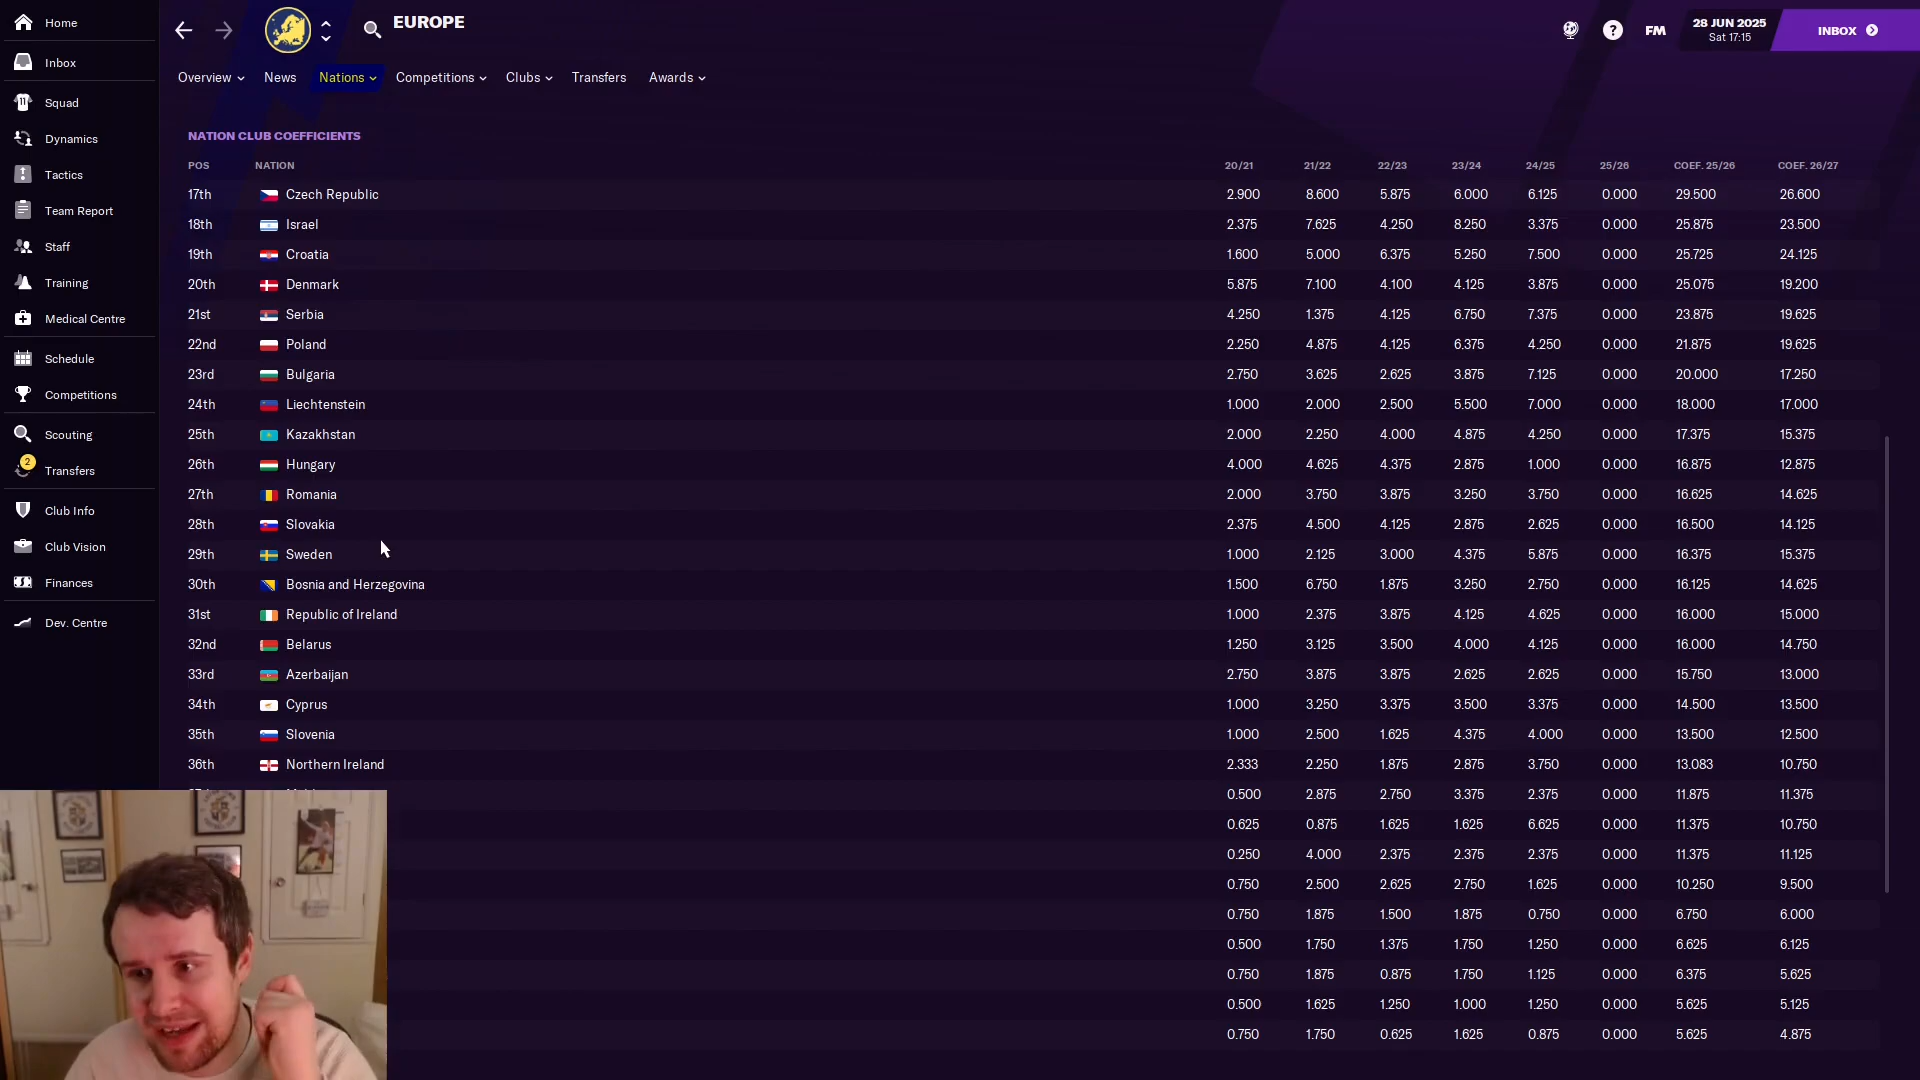 Home
Inbox
Squad
Dynamics
Tactics
Team Report
Staff
Training
Medical Centre
Schedule
Competitions
Scouting
2
Transfers
Club Info
Club Vision
Finances
Dev. Centre
EUROPE
?
FM
28 JUN 2025
Sat 17:15
INBOX
Overview News Nations Competitions Clubs Transfers Awards
NATION CLUB COEFFICIENTS
POS NATION 20/21 21/22 22/23 23/24 24/25 25/26 COEF. 25/26 COEF. 26/27
17th Czech Republic 2.900 8.600 5.875 6.000 6.125 0.000 29.500 26.600
18th Israel 2.375 7.625 4.250 8.250 3.375 0.000 25.875 23.500
19th Croatia 1.600 5.000 6.375 5.250 7.500 0.000 25.725 24.125
20th Denmark 5.875 7.100 4.100 4.125 3.875 0.000 25.075 19.200
21st Serbia 4.250 1.375 4.125 6.750 7.375 0.000 23.875 19.625
22nd Poland 2.250 4.875 4.125 6.375 4.250 0.000 21.875 19.625
23rd Bulgaria 2.750 3.625 2.625 3.875 7.125 0.000 20.000 17.250
24th Liechtenstein 1.000 2.000 2.500 5.500 7.000 0.000 18.000 17.000
25th Kazakhstan 2.000 2.250 4.000 4.875 4.250 0.000 17.375 15.375
26th Hungary 4.000 4.625 4.375 2.875 1.000 0.000 16.875 12.875
27th Romania 2.000 3.750 3.875 3.250 3.750 0.000 16.625 14.625
28th Slovakia 2.375 4.500 4.125 2.875 2.625 0.000 16.500 14.125
29th Sweden 1.000 2.125 3.000 4.375 5.875 0.000 16.375 15.375
30th Bosnia and Herzegovina 1.500 6.750 1.875 3.250 2.750 0.000 16.125 14.625
31st Republic of Ireland 1.000 2.375 3.875 4.125 4.625 0.000 16.000 15.000
32nd Belarus 1.250 3.125 3.500 4.000 4.125 0.000 16.000 14.750
33rd Azerbaijan 2.750 3.875 3.875 2.625 2.625 0.000 15.750 13.000
34th Cyprus 1.000 3.250 3.375 3.500 3.375 0.000 14.500 13.500
35th Slovenia 1.000 2.500 1.625 4.375 4.000 0.000 13.500 12.500
36th Northern Ireland 2.333 2.250 1.875 2.875 3.750 0.000 13.083 10.750
0.500 2.875 2.750 3.375 2.375 0.000 11.875 11.375
0.625 0.875 1.625 1.625 6.625 0.000 11.375 10.750
0.250 4.000 2.375 2.375 2.375 0.000 11.375 11.125
0.750 2.500 2.625 2.750 1.625 0.000 10.250 9.500
0.750 1.875 1.500 1.875 0.750 0.000 6.750 6.000
0.500 1.750 1.375 1.750 1.250 0.000 6.625 6.125
0.750 1.875 0.875 1.750 1.125 0.000 6.375 5.625
0.500 1.625 1.250 1.000 1.250 0.000 5.625 5.125
0.750 1.750 0.625 1.625 0.875 0.000 5.625 4.875